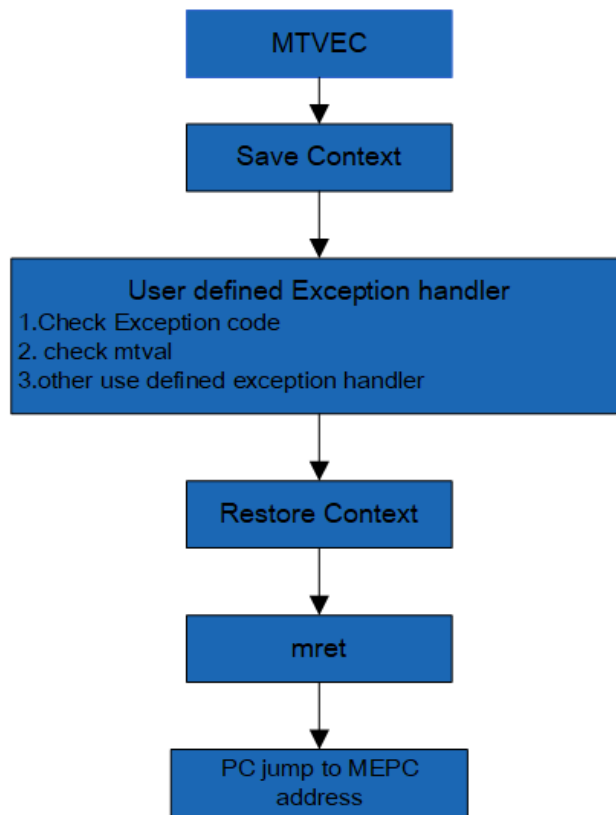 MTVEC
Save Context
User defined Exception handler
1.Check Exception code
2. check mtval
3.other use defined exception handler
Restore Context
mret
PC jump to MEPC
address